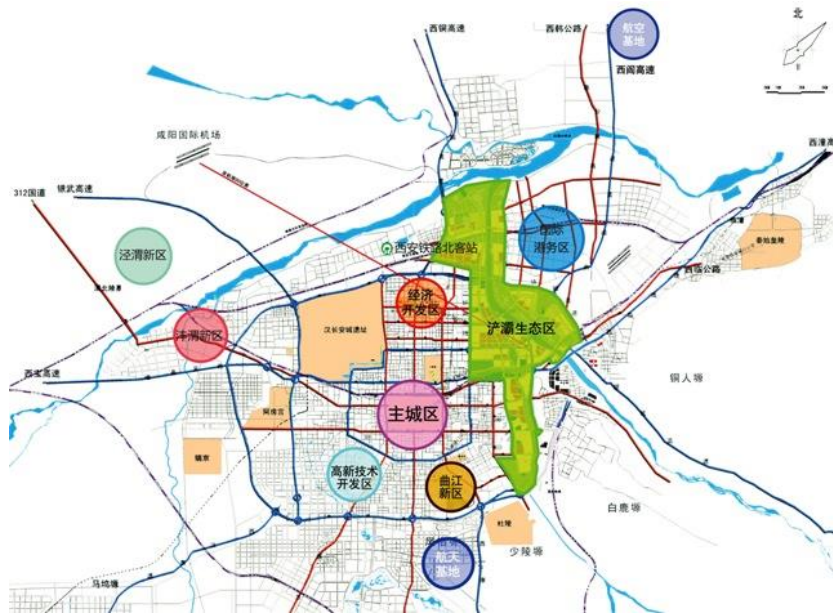 北
西铜高速
西韩公路
航空
基地
西阎高速
咸阳国际机场
西潼高
312国道
银武高速
泾渭新区
西安铁路北客站
国际
港务区
秦始皇陵
西临公路
经济
开发区
汉长安城遗址
浐灞生态区
沣渭新区
西宝高速
铜人塬
阿房宫
主城区
镐京
高新技术
开发区
曲江
新区
白鹿塬
杜陵
少陵塬
航天
基地
马坞塬